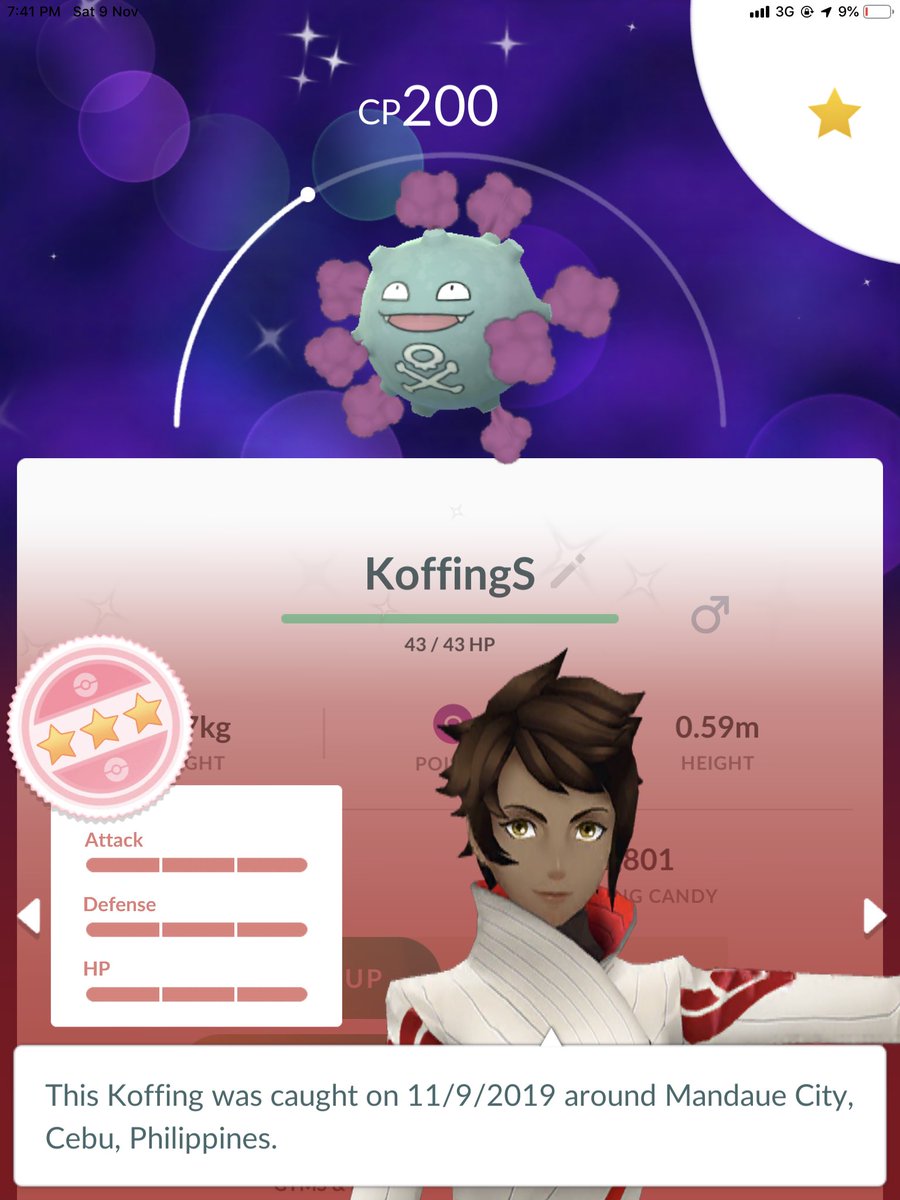 7:41 PM Sat 9 Nov
3G 9%
CP200
KoffingS
43 / 43 HP
7kg
0.59m
HEIGHT
801
CANDY
Attack
Defense
HP
UP
This Koffing was caught on 11/9/2019 around Mandaue City,
Cebu, Philippines.